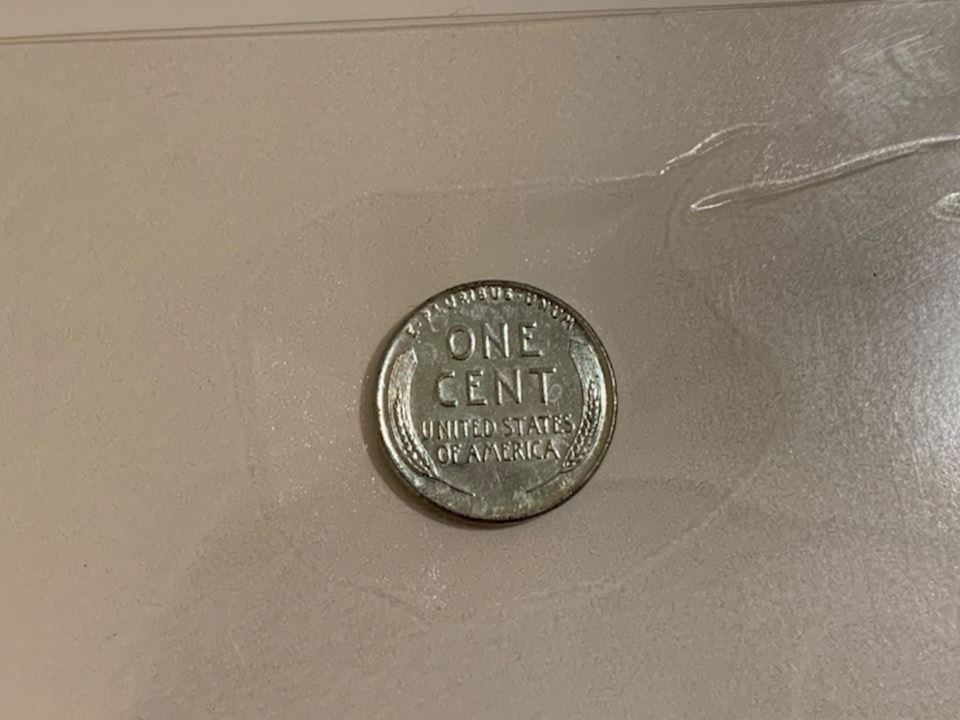 E·PLURIBUS·UNUM
ONE
CENT
UNITED STATES
OF AMERICA